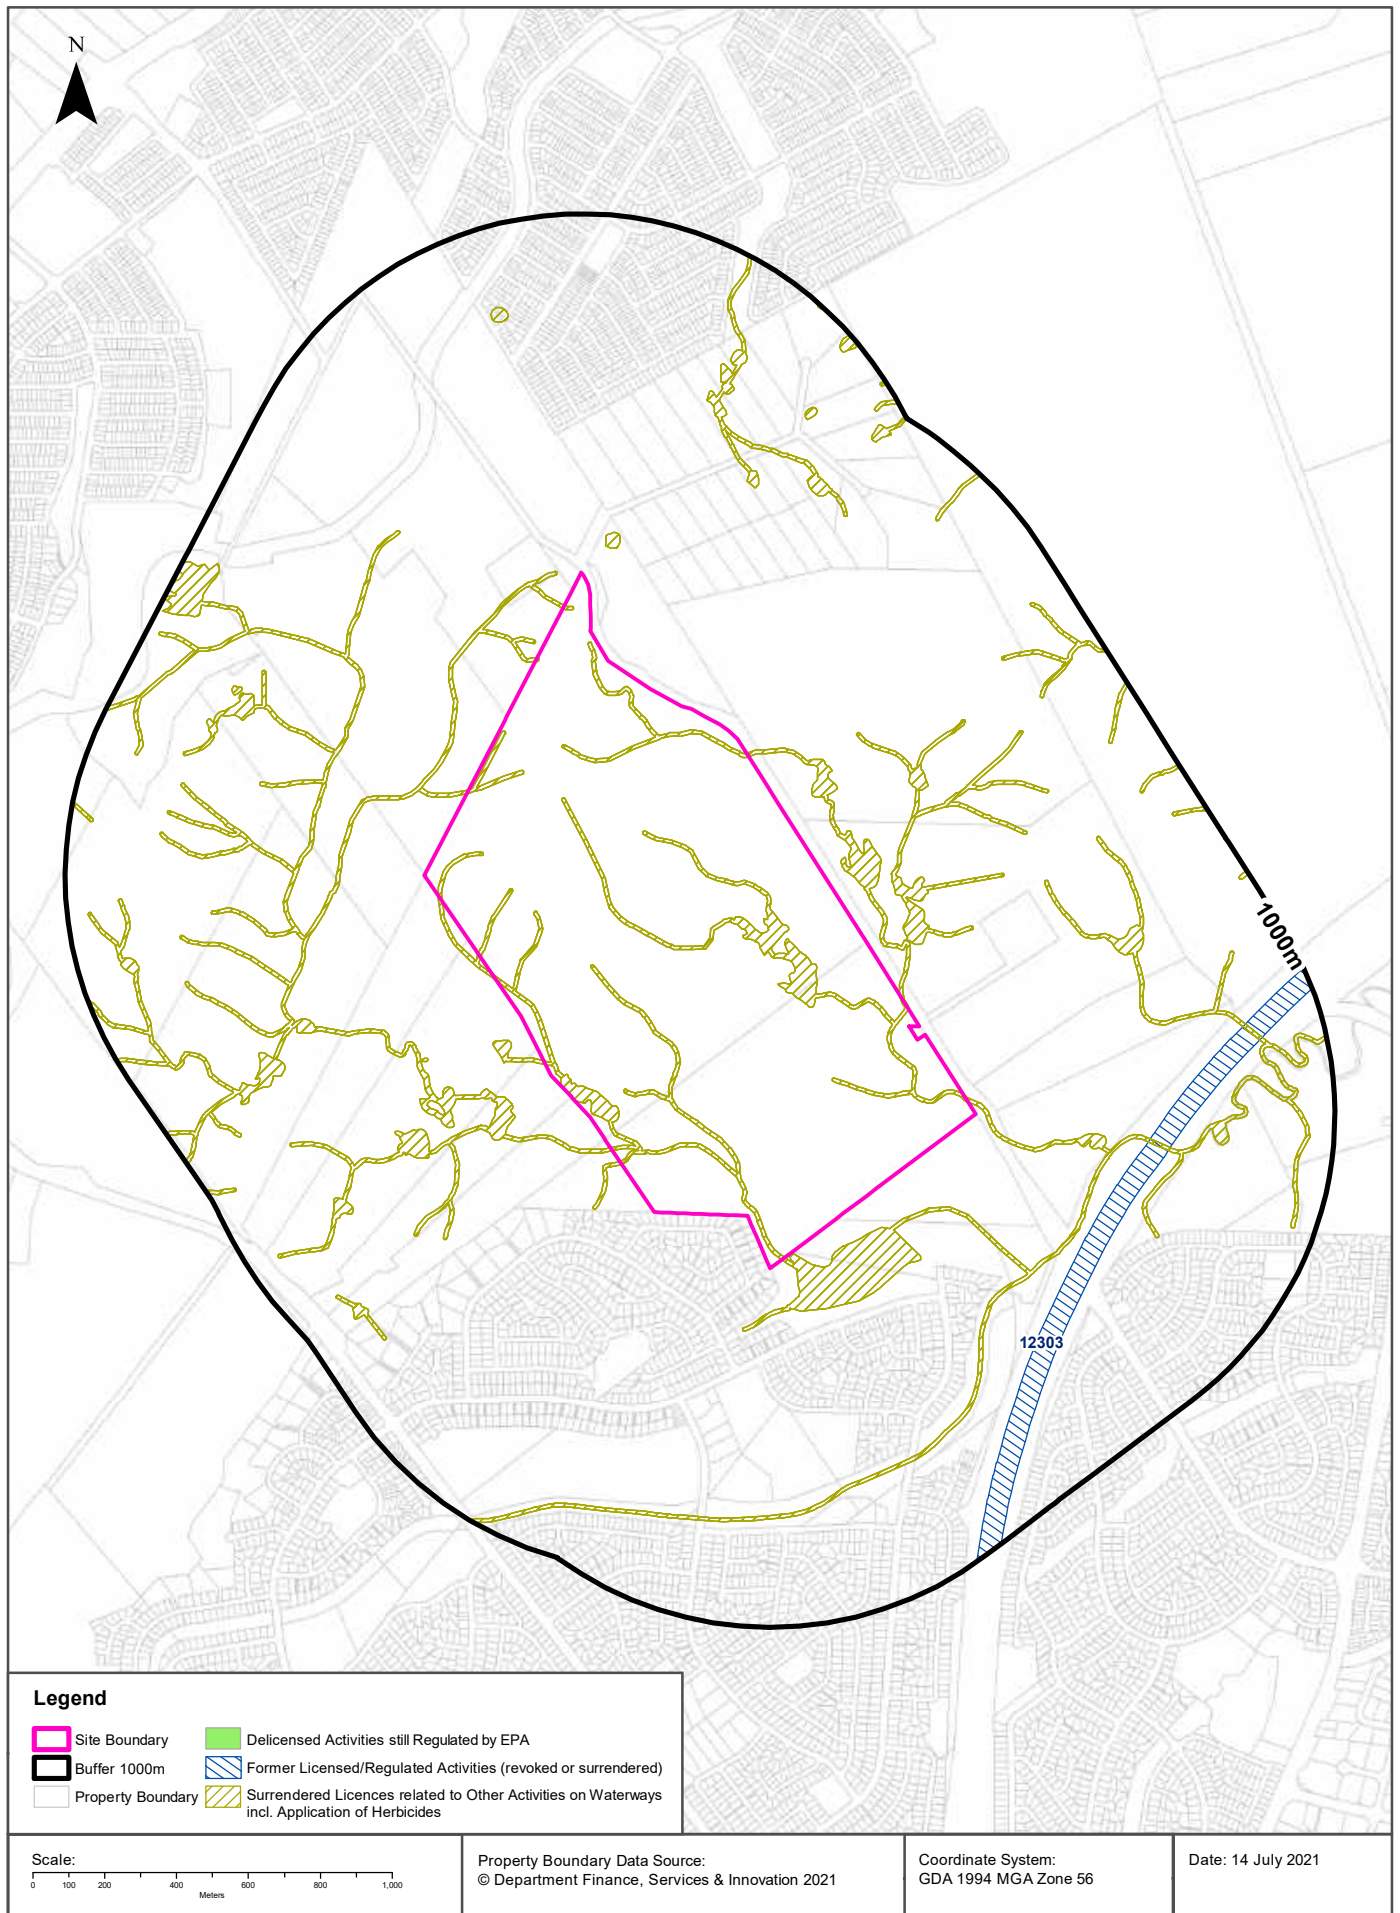 N
1000m
12303
Legend
Site Boundary
Buffer 1000m
Property Boundary
Delicensed Activities still Regulated by EPA
Former Licensed/Regulated Activities (revoked or surrendered)
Surrendered Licences related to Other Activities on Waterways
incl. Application of Herbicides
Scale:
0 100 200 400 600 800 1,000
Meters
Property Boundary Data Source:
© Department Finance, Services & Innovation 2021
Coordinate System:
GDA 1994 MGA Zone 56
Date: 14 July 2021